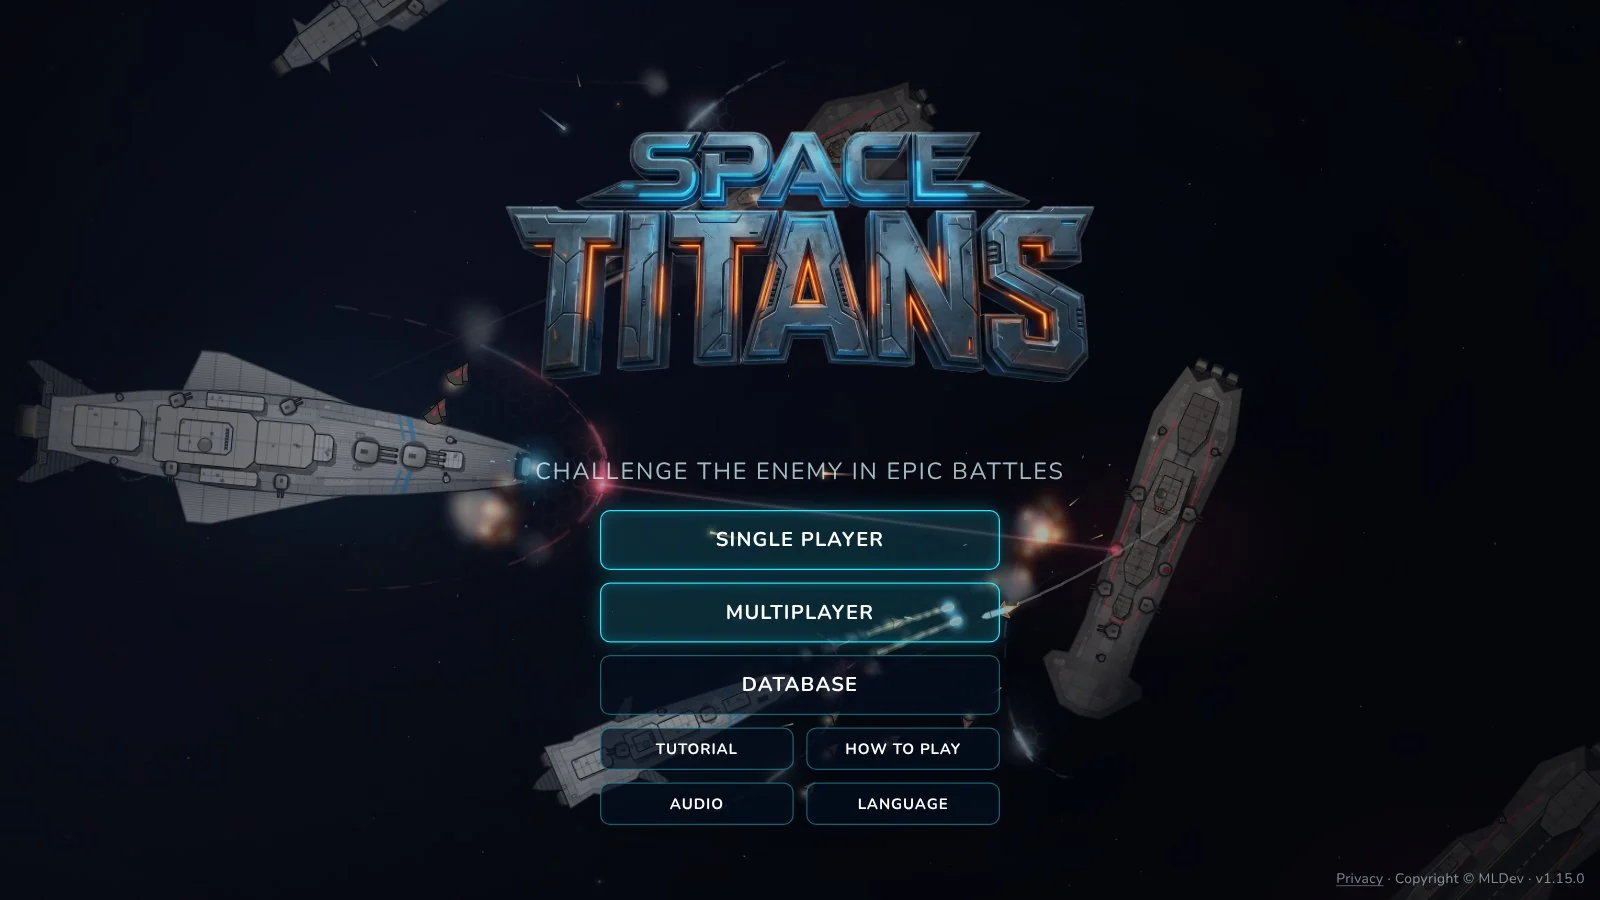 SPACE
TITANS
CHALLENGE THE ENEMY IN EPIC BATTLES
SINGLE PLAYER
MULTIPLAYER
DATABASE
TUTORIAL
HOW TO PLAY
AUDIO
LANGUAGE
Privacy · Copyright © MLDev · v1.15.0